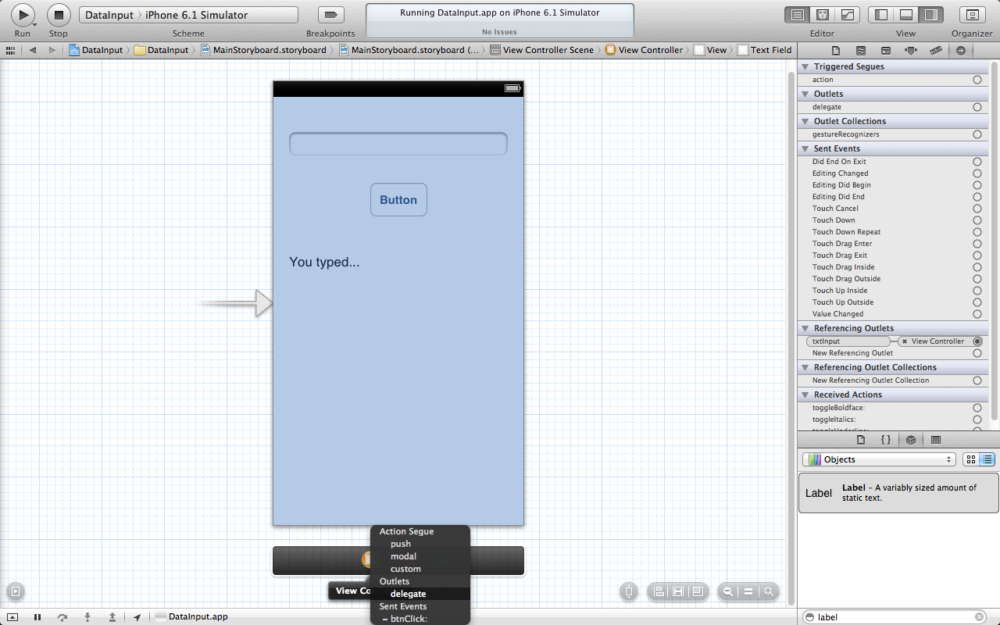 Running DataInput.app on iPhone 6.1 Simulator
No Issues
DataInput
iPhone 6.1 Simulator
Run
Stop
Scheme
Breakpoints
Editor
View
Organizer
DataInput
DataInput
MainStoryboard.storyboard
MainStoryboard.storyboard (...
View Controller Scene
View Controller
View
Text Field
Button
You typed...
Action Segue
push
modal
custom
Outlets
delegate
Sent Events
– btnClick:
DataInput.app
Triggered Segues
action
Outlets
delegate
Outlet Collections
gestureRecognizers
Sent Events
Did End On Exit
Editing Changed
Editing Did Begin
Editing Did End
Touch Cancel
Touch Down
Touch Down Repeat
Touch Drag Enter
Touch Drag Exit
Touch Drag Inside
Touch Drag Outside
Touch Up Inside
Touch Up Outside
Value Changed
Referencing Outlets
txtInput
View Controller
New Referencing Outlet
Referencing Outlet Collections
New Referencing Outlet Collection
Received Actions
toggleBoldface:
toggleItalics:
{ }
Objects
Label
Label – A variably sized amount of
static text.
label
View